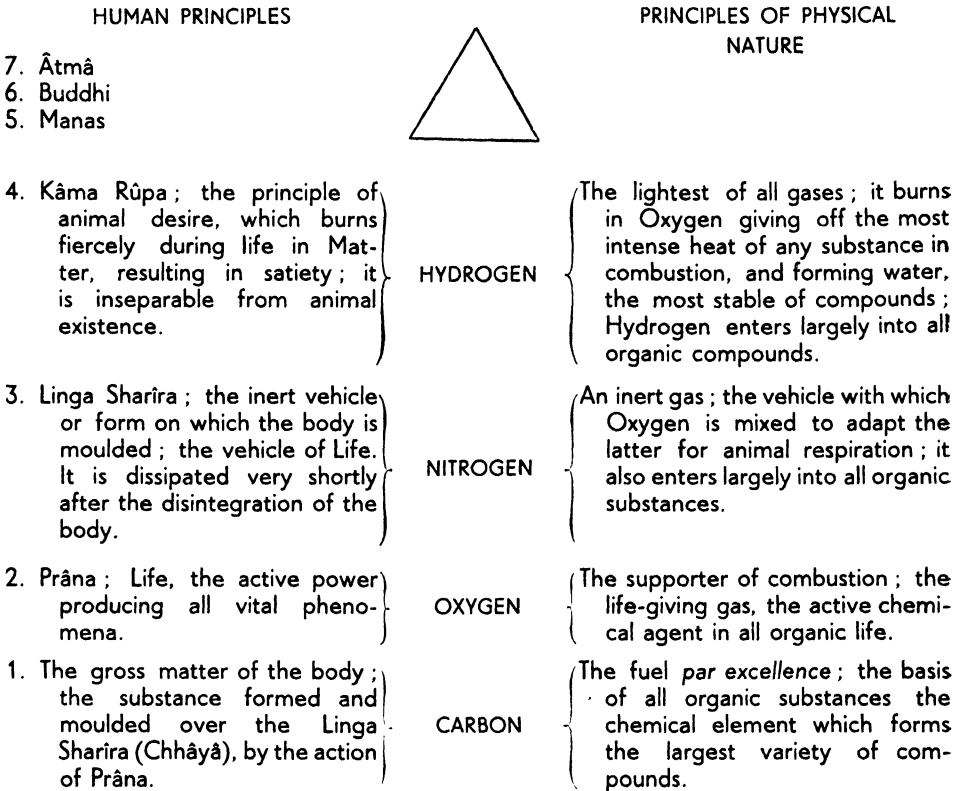 HUMAN PRINCIPLES
PRINCIPLES OF PHYSICAL
NATURE
7. Âtmâ
6. Buddhi
5. Manas
4. Kâma Rûpa ; the principle of
animal desire, which burns
fiercely during life in Mat-
ter, resulting in satiety ; it
is inseparable from animal
existence.
HYDROGEN
The lightest of all gases ; it burns
in Oxygen giving off the most
intense heat of any substance in
combustion, and forming water,
the most stable of compounds ;
Hydrogen enters largely into all
organic compounds.
3. Linga Sharîra ; the inert vehicle
or form on which the body is
moulded ; the vehicle of Life.
It is dissipated very shortly
after the disintegration of the
body.
NITROGEN
An inert gas ; the vehicle with which
Oxygen is mixed to adapt the
latter for animal respiration ; it
also enters largely into all organic
substances.
2. Prâna ; Life, the active power
producing all vital pheno-
mena.
OXYGEN
The supporter of combustion ; the
life-giving gas, the active chemi-
cal agent in all organic life.
1. The gross matter of the body ;
the substance formed and
moulded over the Linga
Sharîra (Chhâyâ), by the action
of Prâna.
CARBON
The fuel par excellence ; the basis
of all organic substances the
chemical element which forms
the largest variety of com-
pounds.